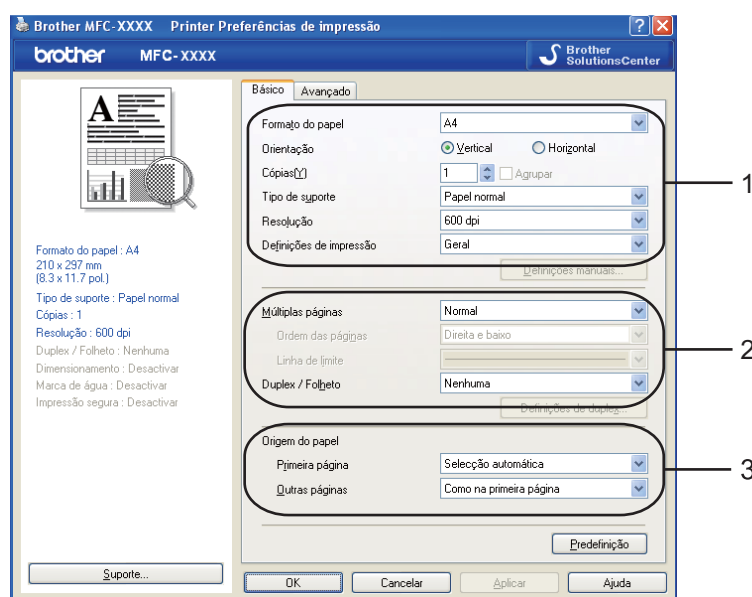 Brother MFC-XXXX Printer Preferências de impressão
brother MFC-XXXX
Brother
SolutionsCenter
Básico Avançado
A
Formato do papel : A4
210 x 297 mm
(8.3 x 11.7 pol.)
Tipo de suporte : Papel normal
Cópias : 1
Resolução : 600 dpi
Duplex / Folheto : Nenhuma
Dimensionamento : Desactivar
Marca de água : Desactivar
Impressão segura : Desactivar
Suporte...
Formato do papel A4
Orientação Vertical Horizontal
Cópias(Y) 1 Agrupar
Tipo de suporte Papel normal
Resolução 600 dpi
Definições de impressão Geral
Definições manuais...
1
Múltiplas páginas Normal
Ordem das páginas Direita e baixo
Linha de limite
Duplex / Folheto Nenhuma
Definições de duplex...
2
Origem do papel
Primeira página Selecção automática
Outras páginas Como na primeira página
3
Predefinição
OK Cancelar Aplicar Ajuda